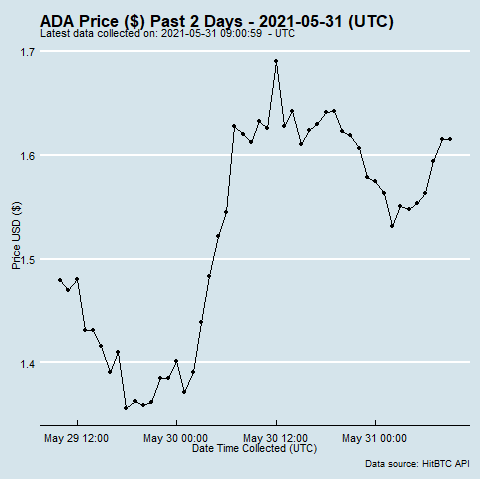 ADA Price ($) Past 2 Days - 2021-05-31 (UTC)
Latest data collected on: 2021-05-31 09:00:59  - UTC
1.7
1.6
1.5
1.4
Price USD ($)
May 29 12:00
May 30 00:00
May 30 12:00
May 31 00:00
Date Time Collected (UTC)
Data source: HitBTC API